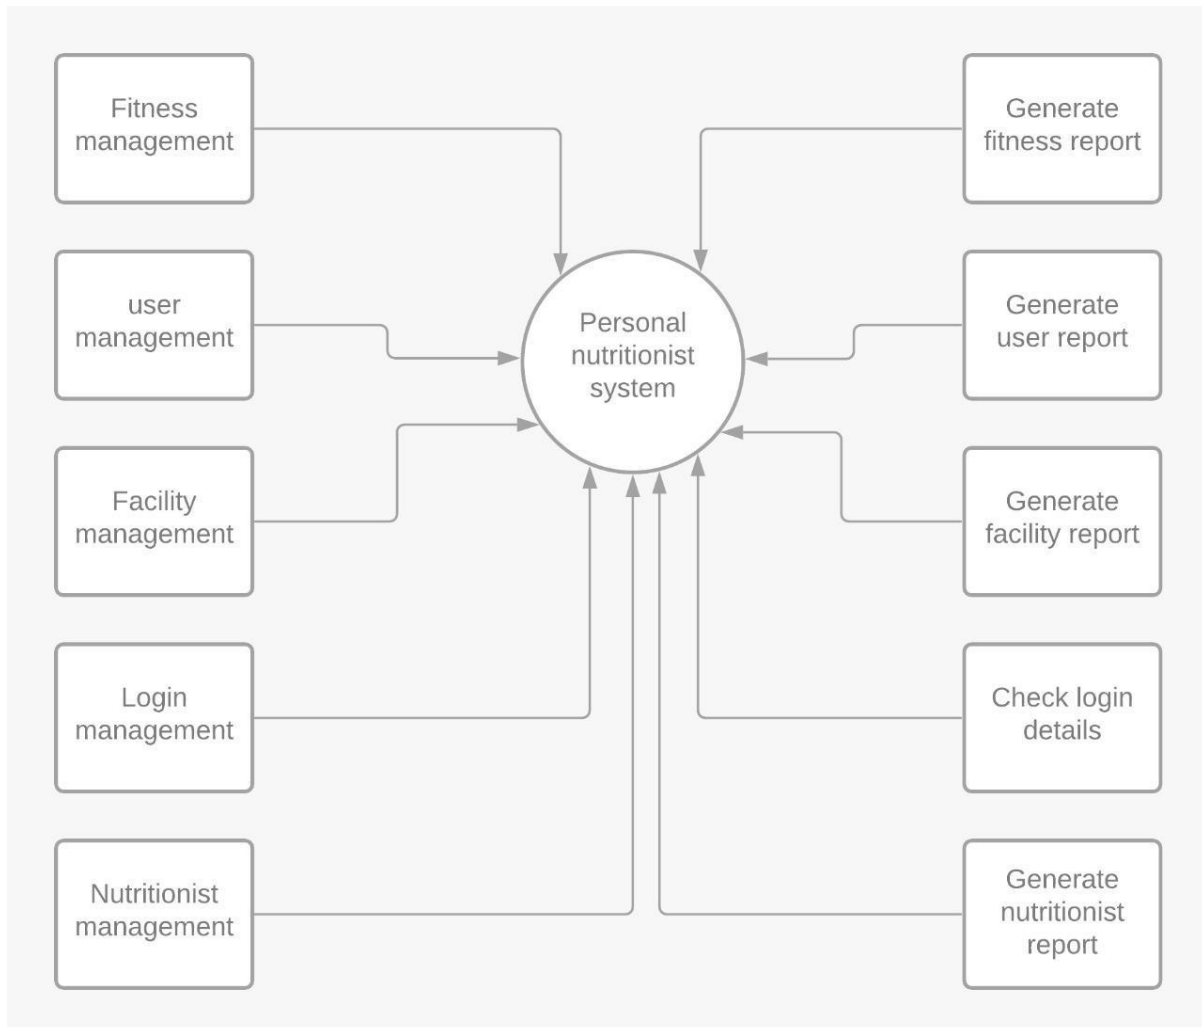 Fitness
management
user
management
Facility
management
Login
management
Nutritionist
management
Personal
nutritionist
system
Generate
fitness report
Generate
user report
Generate
facility report
Check login
details
Generate
nutritionist
report